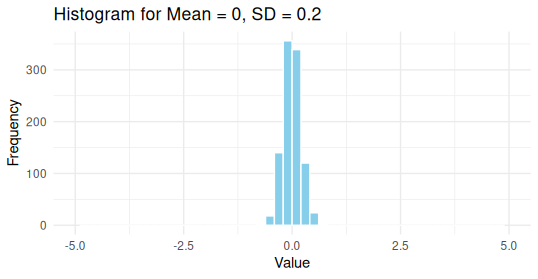 Histogram for Mean = 0, SD = 0.2
Frequency
300
200
100
0
-5.0 -2.5 0.0 2.5 5.0
Value